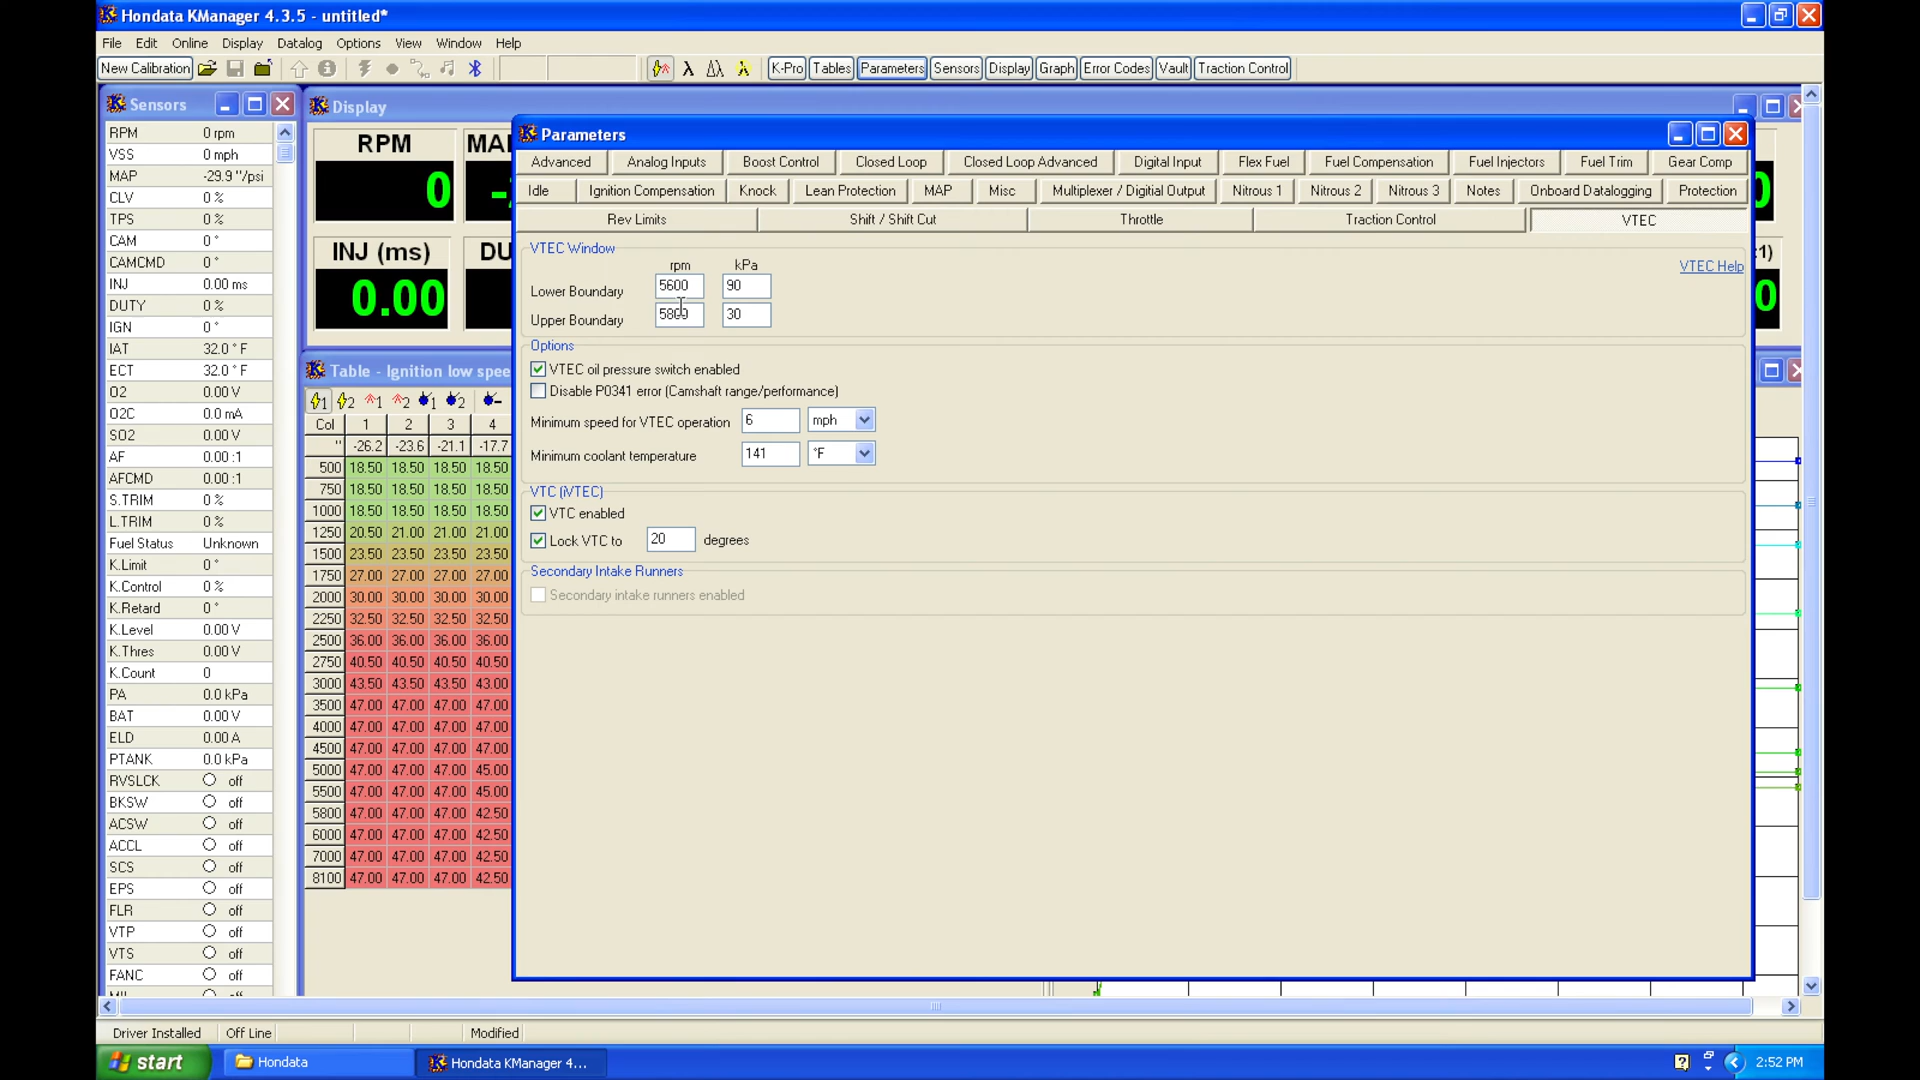 Hondata KManager 4.3.5 - untitled*
File Edit Online Display Datalog Options View Window Help
New Calibration K-Pro Tables Parameters Sensors Display Graph Error Codes Vault Traction Control
Sensors
RPM 0 rpm
VSS 0 mph
MAP -29.9 "/psi
CLV 0 %
TPS 0 %
CAM 0 °
CAMCMD 0 °
INJ 0.00 ms
DUTY 0 %
IGN 0 °
IAT 32.0 ° F
ECT 32.0 ° F
O2 0.00 V
O2C 0.0 mA
SO2 0.00 V
AF 0.00 :1
AFCMD 0.00 :1
S.TRIM 0 %
L.TRIM 0 %
Fuel Status Unknown
K.Limit 0 °
K.Control 0 %
K.Retard 0 °
K.Level 0.00 V
K.Thres 0.00 V
K.Count 0
PA 0.0 kPa
BAT 0.00 V
ELD 0.00 A
PTANK 0.0 kPa
RVSLCK off
BKSW off
ACSW off
ACCL off
SCS off
EPS off
FLR off
VTP off
VTS off
FANC off
Display
RPM
0
MA
INJ (ms)
0.00
DU
:1)
0
0
Table - Ignition low spee
Col 1 2 3 4
" -26.2 -23.6 -21.1 -17.7
500 18.50 18.50 18.50 18.50
750 18.50 18.50 18.50 18.50
1000 18.50 18.50 18.50 18.50
1250 20.50 21.00 21.00 21.00
1500 23.50 23.50 23.50 23.50
1750 27.00 27.00 27.00 27.00
2000 30.00 30.00 30.00 30.00
2250 32.50 32.50 32.50 32.50
2500 36.00 36.00 36.00 36.00
2750 40.50 40.50 40.50 40.50
3000 43.50 43.50 43.50 43.00
3500 47.00 47.00 47.00 47.00
4000 47.00 47.00 47.00 47.00
4500 47.00 47.00 47.00 47.00
5000 47.00 47.00 47.00 45.00
5500 47.00 47.00 47.00 45.00
5800 47.00 47.00 47.00 42.50
6000 47.00 47.00 47.00 42.50
7000 47.00 47.00 47.00 42.50
8100 47.00 47.00 47.00 42.50
Parameters
Advanced Analog Inputs Boost Control Closed Loop Closed Loop Advanced Digital Input Flex Fuel Fuel Compensation Fuel Injectors Fuel Trim Gear Comp
Idle Ignition Compensation Knock Lean Protection MAP Misc Multiplexer / Digitial Output Nitrous 1 Nitrous 2 Nitrous 3 Notes Onboard Datalogging Protection
Rev Limits Shift / Shift Cut Throttle Traction Control VTEC
VTEC Window
rpm kPa
VTEC Help
Lower Boundary 5600 90
Upper Boundary 5800 30
Options
VTEC oil pressure switch enabled
Disable P0341 error (Camshaft range/performance)
Minimum speed for VTEC operation 6 mph
Minimum coolant temperature 141 °F
VTC (iVTEC)
VTC enabled
Lock VTC to 20 degrees
Secondary Intake Runners
Secondary intake runners enabled
Driver Installed Off Line Modified
start Hondata Hondata KManager 4... 2:52 PM